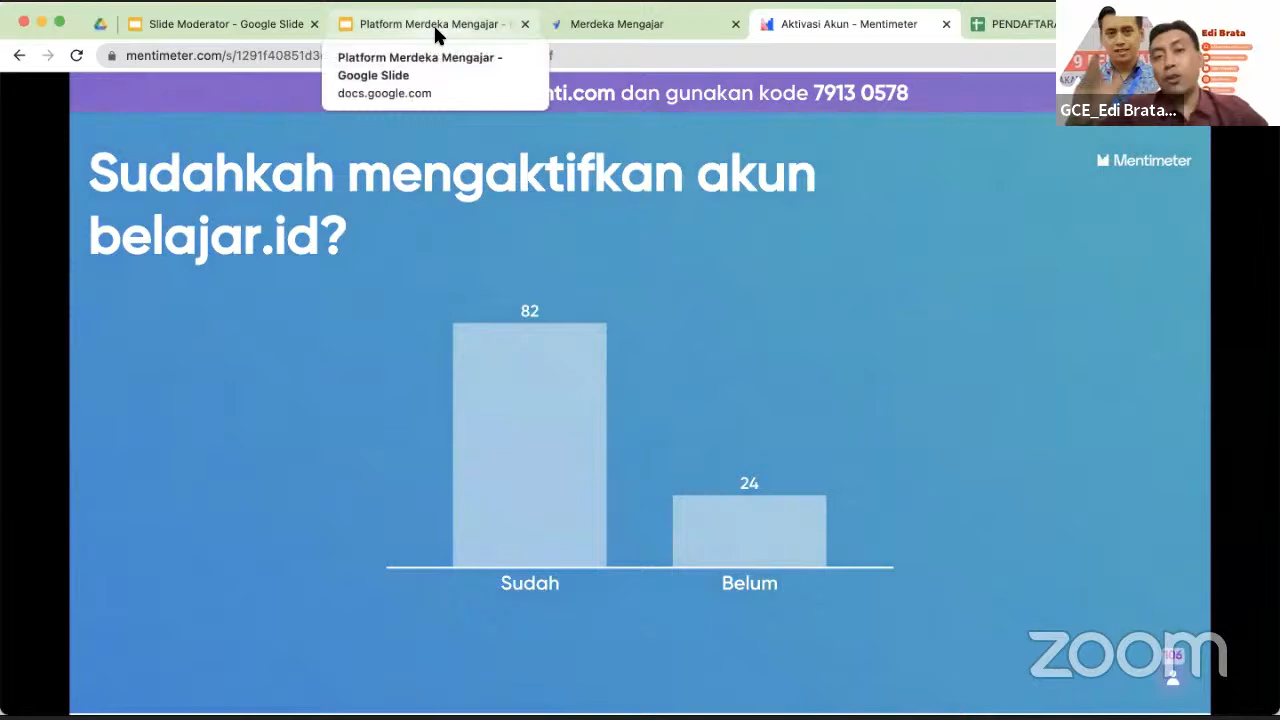 Slide Moderator - Google Slide
Platform Merdeka Mengajar -
Merdeka Mengajar
Aktivasi Akun - Mentimeter
PENDAFTARA
mentimeter.com/s/1291f40851d3
Platform Merdeka Mengajar -
Google Slide
docs.google.com
nti.com dan gunakan kode 7913 0578
Edi Brata
9
GCE_Edi Brata...
Sudahkah mengaktifkan akun
belajar.id?
Mentimeter
82
24
Sudah
Belum
zoom
106